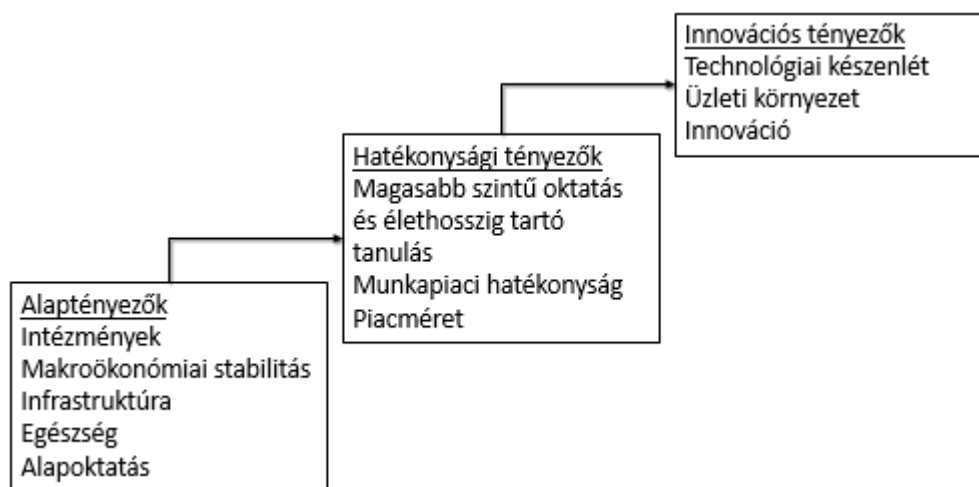 Innovációs tényezők
Technológiai készenlét
Üzleti környezet
Innováció
Hatékonysági tényezők
Magasabb szintű oktatás
és élethosszig tartó
tanulás
Munkapiaci hatékonyság
Piacméret
Alaptényezők
Intézmények
Makroökonómiai stabilitás
Infrastruktúra
Egészség
Alapoktatás